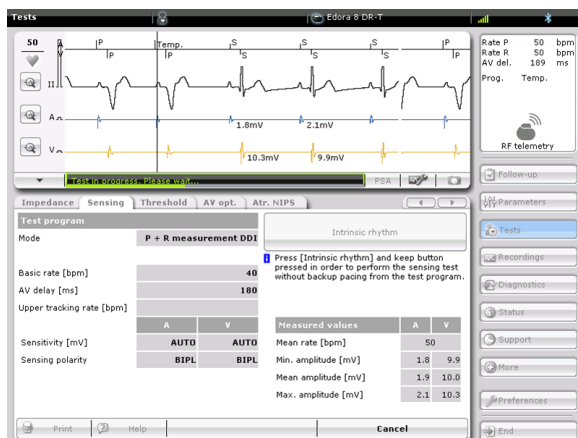 Tests
Edora 8 DR-T
50 A |P |Temp. |P |S |S |S |P
V |P |P 'S 'S 'S |P
II
A
1.8mV 2.1mV
V
10.3mV 9.9mV
Test in progress. Please wait...
PSA
Rate P 50 bpm
Rate R 50 bpm
AV del. 189 ms
Prog. Temp.
RF telemetry
Impedance Sensing Threshold AV opt. Atr. NIPS
Test program
Mode P + R measurement DDI
Basic rate [bpm] 40
AV delay [ms] 180
Upper tracking rate [bpm]
A V
Sensitivity [mV] AUTO AUTO
Sensing polarity BIPL BIPL
Intrinsic rhythm
Press [Intrinsic rhythm] and keep button
pressed in order to perform the sensing test
without backup pacing from the test program.
Measured values A V
Mean rate [bpm] 50
Min. amplitude [mV] 1.8 9.9
Mean amplitude [mV] 1.9 10.0
Max. amplitude [mV] 2.1 10.3
Print Help Cancel
Follow-up
Parameters
Tests
Recordings
Diagnostics
Status
Support
More
Preferences
End